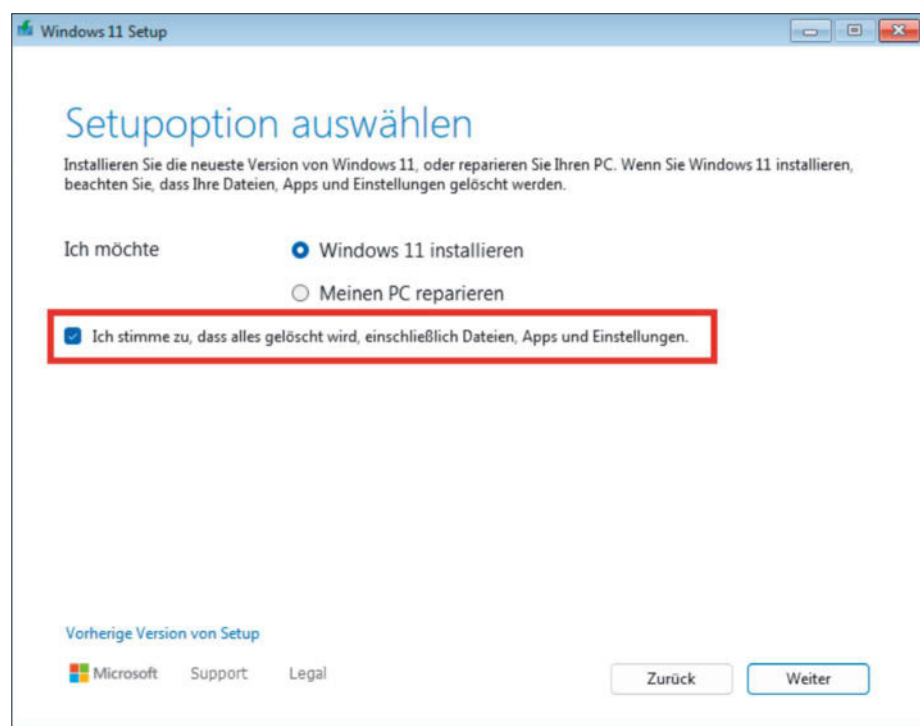 Windows 11 Setup
Setupoption auswählen
Installieren Sie die neueste Version von Windows 11, oder reparieren Sie Ihren PC. Wenn Sie Windows 11 installieren,
beachten Sie, dass Ihre Dateien, Apps und Einstellungen gelöscht werden.
Ich möchte
Windows 11 installieren
Meinen PC reparieren
Ich stimme zu, dass alles gelöscht wird, einschließlich Dateien, Apps und Einstellungen.
Vorherige Version von Setup
Microsoft Support Legal
Zurück Weiter